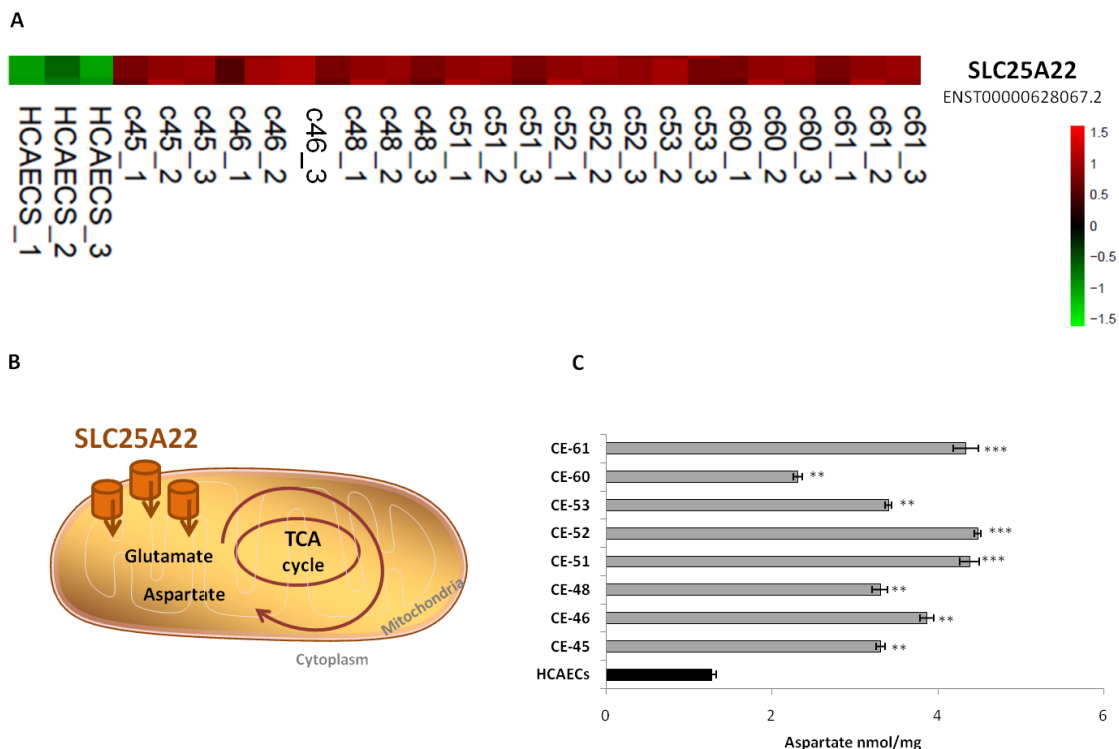 A
SLC25A22
ENST00000628067.2
HCAECS_1
HCAECS_2
HCAECS_3
c45_1
c45_2
c45_3
c46_1
c46_2
c46_3
c48_1
c48_2
c48_3
c51_1
c51_2
c51_3
c52_1
c52_2
c52_3
c53_2
c53_3
c60_1
c60_2
c60_3
c61_1
c61_2
c61_3
1.5
1
0.5
0
−0.5
−1
−1.5
B
SLC25A22
Glutamate
Aspartate
TCA
cycle
Mitochondria
Cytoplasm
C
CE-61 ***
CE-60 **
CE-53 **
CE-52 ***
CE-51 ***
CE-48 **
CE-46 **
CE-45 **
HCAECs
0 2 4 6
Aspartate nmol/mg